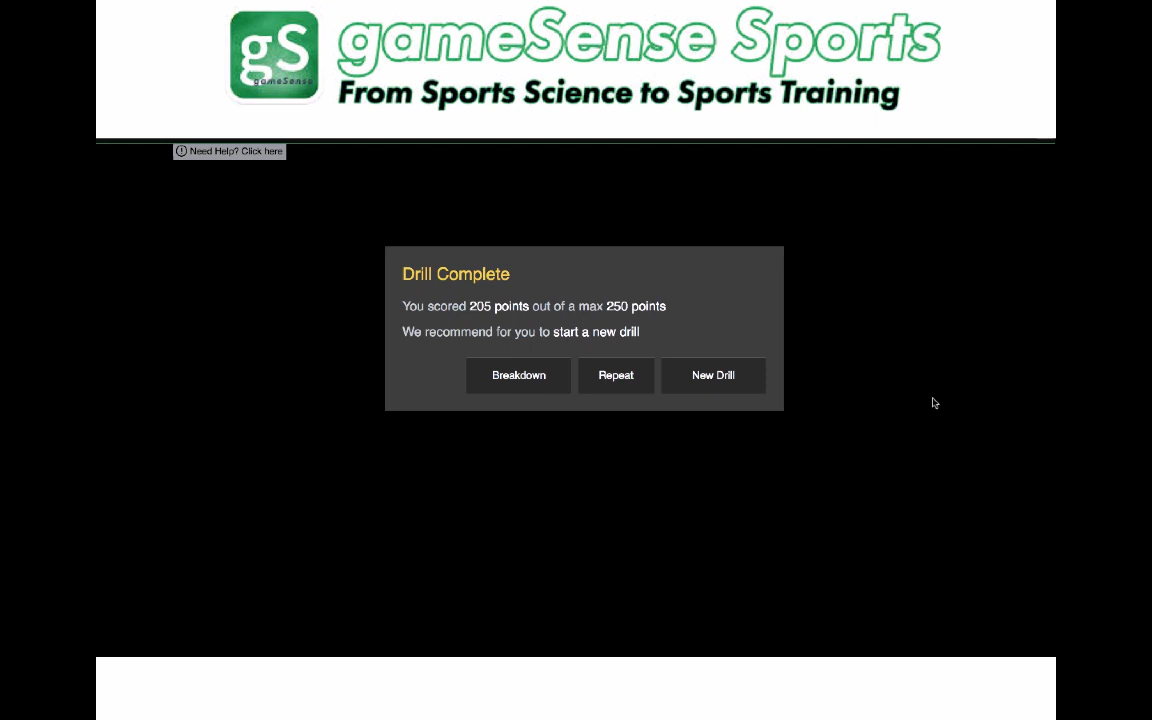 gS
gameSense
gameSense Sports
From Sports Science to Sports Training
Need Help? Click here
Drill Complete
You scored 205 points out of a max 250 points
We recommend for you to start a new drill
Breakdown
Repeat
New Drill